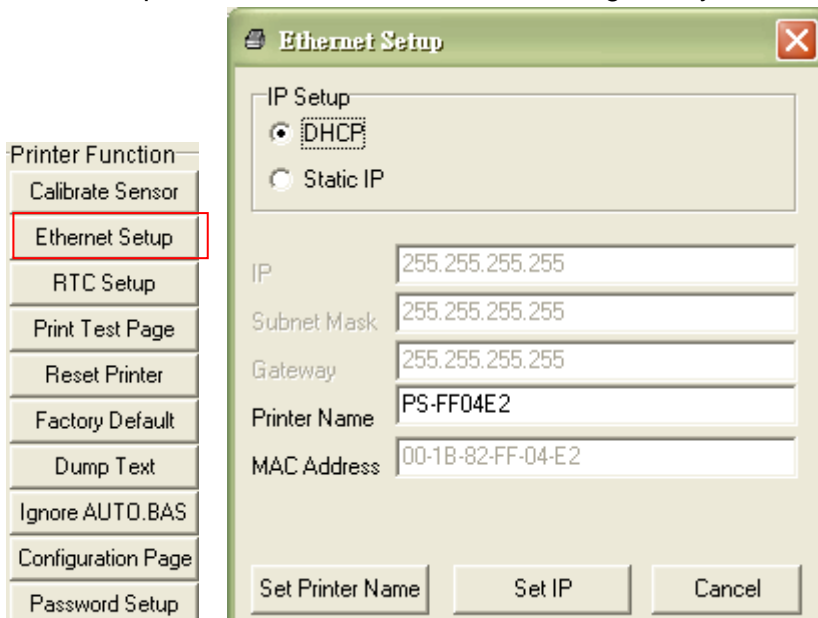 Printer Function
Calibrate Sensor
Ethernet Setup
RTC Setup
Print Test Page
Reset Printer
Factory Default
Dump Text
Ignore AUTO.BAS
Configuration Page
Password Setup
Ethernet Setup
IP Setup
DHCP
Static IP
IP 255.255.255.255
Subnet Mask 255.255.255.255
Gateway 255.255.255.255
Printer Name PS-FF04E2
MAC Address 00-1B-82-FF-04-E2
Set Printer Name Set IP Cancel